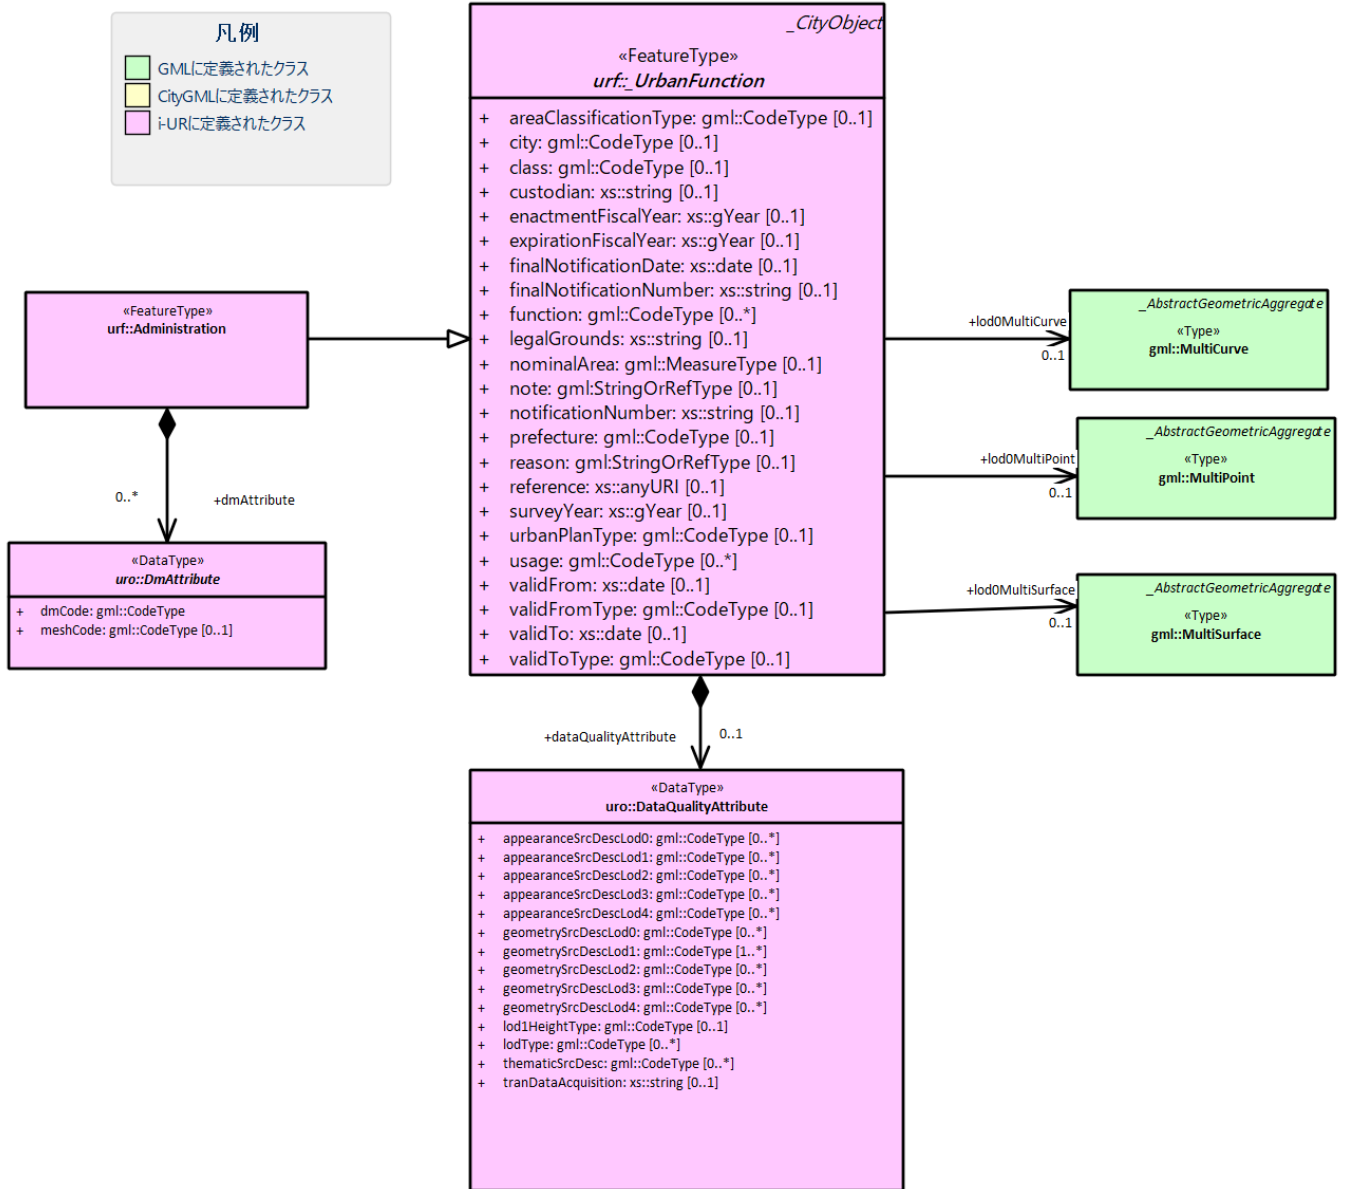 凡例
GMLに定義されたクラス
CityGMLに定義されたクラス
i-URに定義されたクラス
_CityObject
«FeatureType»
urf::_UrbanFunction
+ areaClassificationType: gml::CodeType [0..1]
+ city: gml::CodeType [0..1]
+ class: gml::CodeType [0..1]
+ custodian: xs::string [0..1]
+ enactmentFiscalYear: xs::gYear [0..1]
+ expirationFiscalYear: xs::gYear [0..1]
+ finalNotificationDate: xs::date [0..1]
+ finalNotificationNumber: xs::string [0..1]
+ function: gml::CodeType [0..*]
+ legalGrounds: xs::string [0..1]
+ nominalArea: gml::MeasureType [0..1]
+ note: gml:StringOrRefType [0..1]
+ notificationNumber: xs::string [0..1]
+ prefecture: gml::CodeType [0..1]
+ reason: gml:StringOrRefType [0..1]
+ reference: xs::anyURI [0..1]
+ surveyYear: xs::gYear [0..1]
+ urbanPlanType: gml::CodeType [0..1]
+ usage: gml::CodeType [0..*]
+ validFrom: xs::date [0..1]
+ validFromType: gml::CodeType [0..1]
+ validTo: xs::date [0..1]
+ validToType: gml::CodeType [0..1]
«FeatureType»
urf::Administration
0..*
+dmAttribute
«DataType»
uro::DmAttribute
+ dmCode: gml::CodeType
+ meshCode: gml::CodeType [0..1]
+lod0MultiCurve
0..1
_AbstractGeometricAggregate
«Type»
gml::MultiCurve
+lod0MultiPoint
0..1
_AbstractGeometricAggregate
«Type»
gml::MultiPoint
+lod0MultiSurface
0..1
_AbstractGeometricAggregate
«Type»
gml::MultiSurface
+dataQualityAttribute
0..1
«DataType»
uro::DataQualityAttribute
+ appearanceSrcDescLod0: gml::CodeType [0..*]
+ appearanceSrcDescLod1: gml::CodeType [0..*]
+ appearanceSrcDescLod2: gml::CodeType [0..*]
+ appearanceSrcDescLod3: gml::CodeType [0..*]
+ appearanceSrcDescLod4: gml::CodeType [0..*]
+ geometrySrcDescLod0: gml::CodeType [0..*]
+ geometrySrcDescLod1: gml::CodeType [1..*]
+ geometrySrcDescLod2: gml::CodeType [0..*]
+ geometrySrcDescLod3: gml::CodeType [0..*]
+ geometrySrcDescLod4: gml::CodeType [0..*]
+ lod1HeightType: gml::CodeType [0..1]
+ lodType: gml::CodeType [0..*]
+ thematicSrcDesc: gml::CodeType [0..*]
+ tranDataAcquisition: xs::string [0..1]